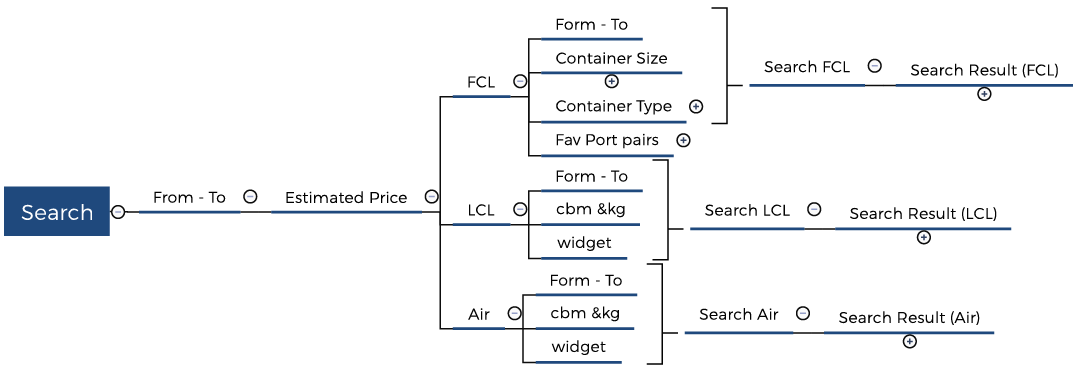 Search
From - To
Estimated Price
FCL
Form - To
Container Size
Container Type
Fav Port pairs
Search FCL
Search Result (FCL)
LCL
Form - To
cbm &kg
widget
Search LCL
Search Result (LCL)
Air
Form - To
cbm &kg
widget
Search Air
Search Result (Air)